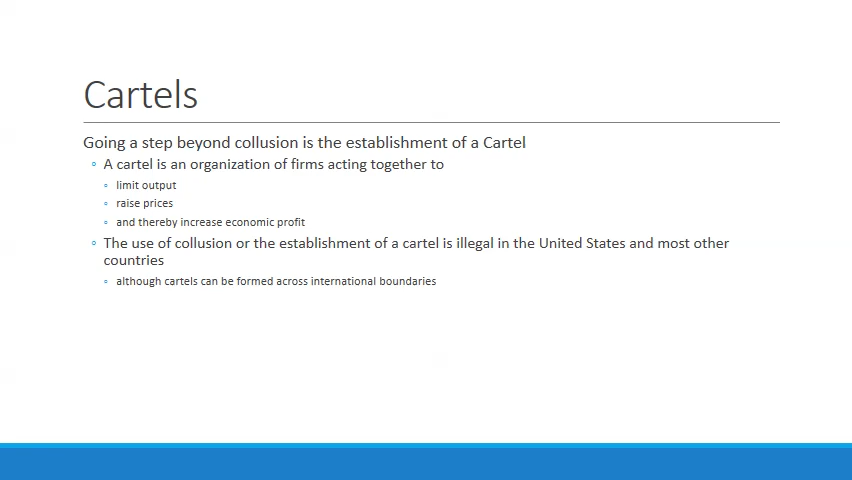 Cartels
Going a step beyond collusion is the establishment of a Cartel
◦ A cartel is an organization of firms acting together to
◦ limit output
◦ raise prices
◦ and thereby increase economic profit
◦ The use of collusion or the establishment of a cartel is illegal in the United States and most other
countries
◦ although cartels can be formed across international boundaries